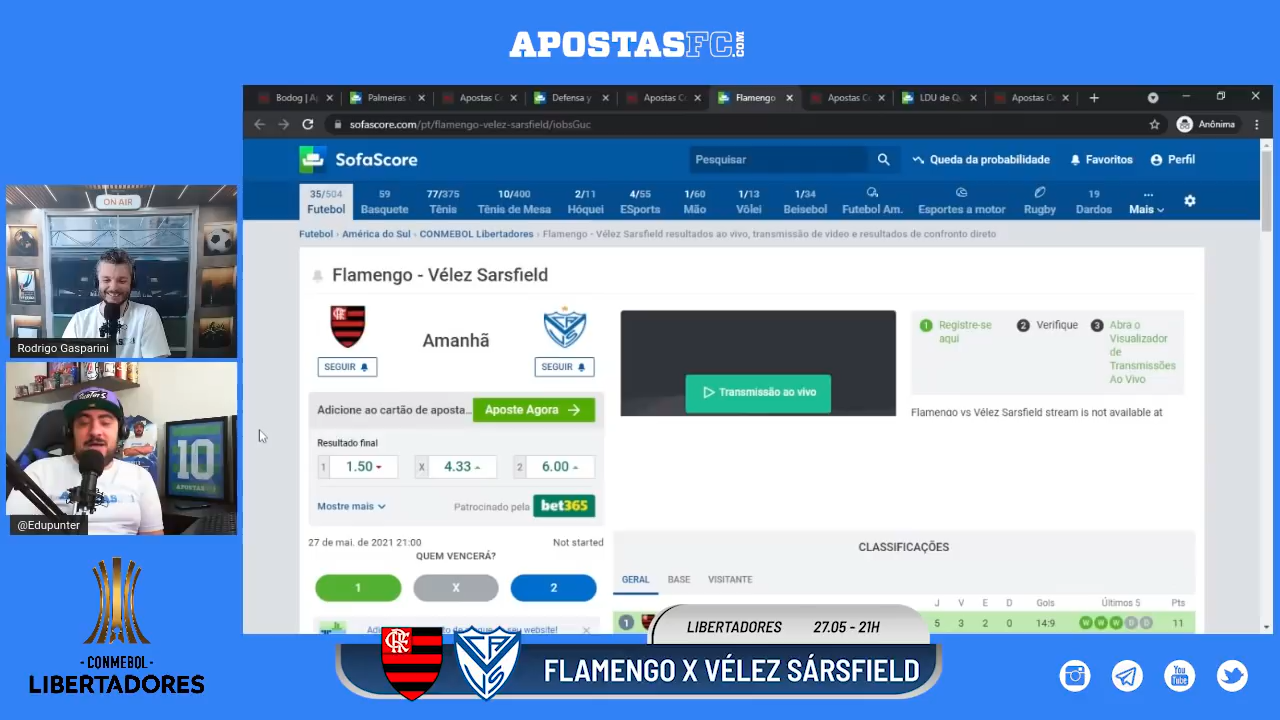 APOSTASFC.COM
Bodog | A
Palmeiras
Apostas C
Defensa y
Apostas C
Flamengo
Apostas C
LDU de Q
Apostas C
sofascore.com/pt/flamengo-velez-sarsfield/iobsGuc
Anônima
SofaScore
Pesquisar
Queda da probabilidade
Favoritos
Perfil
35/504 59 77/375 10/400 2/11 4/55 1/60 1/13 1/34 19 ...
Futebol Basquete Tênis Tênis de Mesa Hóquei ESports Mão Vôlei Beisebol Futebol Am. Esportes a motor Rugby Dardos Mais
Futebol › América do Sul › CONMEBOL Libertadores › Flamengo - Vélez Sarsfield resultados ao vivo, transmissão de vídeo e resultados de confronto direto
Flamengo - Vélez Sarsfield
Amanhã
SEGUIR
SEGUIR
Adicione ao cartão de aposta...
Aposte Agora
Resultado final
1 1.50
X 4.33
2 6.00
Mostre mais
Patrocinado pela
bet365
27 de mai. de 2021 21:00
Not started
QUEM VENCERÁ?
1
X
2
Transmissão ao vivo
1 Registre-se
aqui
2 Verifique
3 Abra o
Visualizador
de
Transmissões
Ao Vivo
Flamengo vs Vélez Sarsfield stream is not available at
CLASSIFICAÇÕES
GERAL BASE VISITANTE
J V E D Gols Últimos 5 Pts
1 5 3 2 0 14:9 W W W D D 11
ON AIR
Rodrigo Gasparini
10
APOSTAS
@Edupunter
- CONMEBOL -
LIBERTADORES
LIBERTADORES 27.05 - 21H
FLAMENGO X VÉLEZ SÁRSFIELD
You
Tube